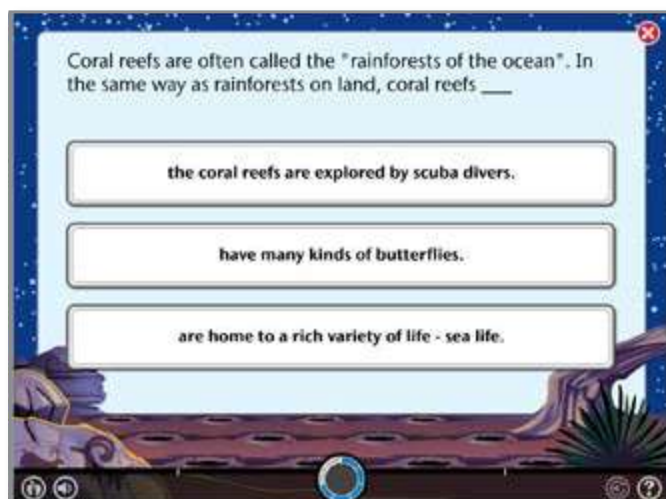 Coral reefs are often called the "rainforests of the ocean". In
the same way as rainforests on land, coral reefs ___
the coral reefs are explored by scuba divers.
have many kinds of butterflies.
are home to a rich variety of life - sea life.
?